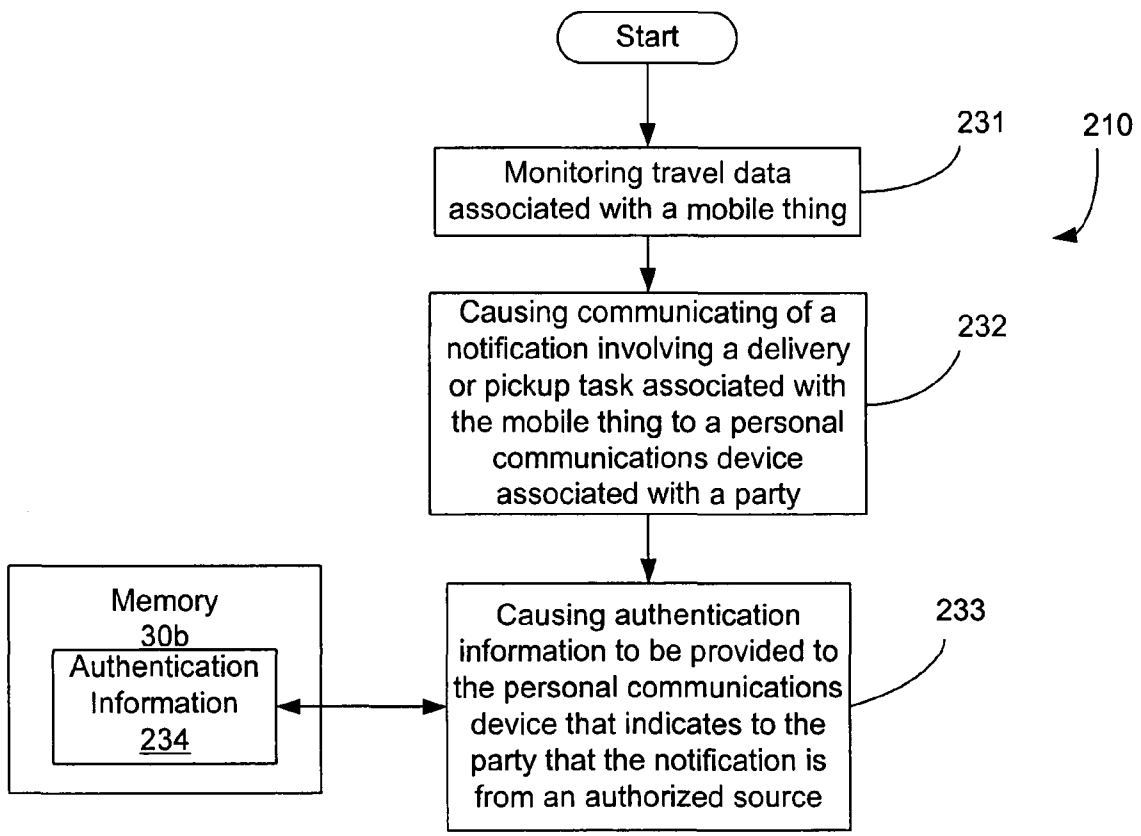 Start
231
210
Monitoring travel data
associated with a mobile thing
Causing communicating of a
notification involving a delivery
or pickup task associated with
the mobile thing to a personal
communications device
associated with a party
232
Memory
30b
Authentication
Information
234
Causing authentication
information to be provided to
the personal communications
device that indicates to the
party that the notification is
from an authorized source
233